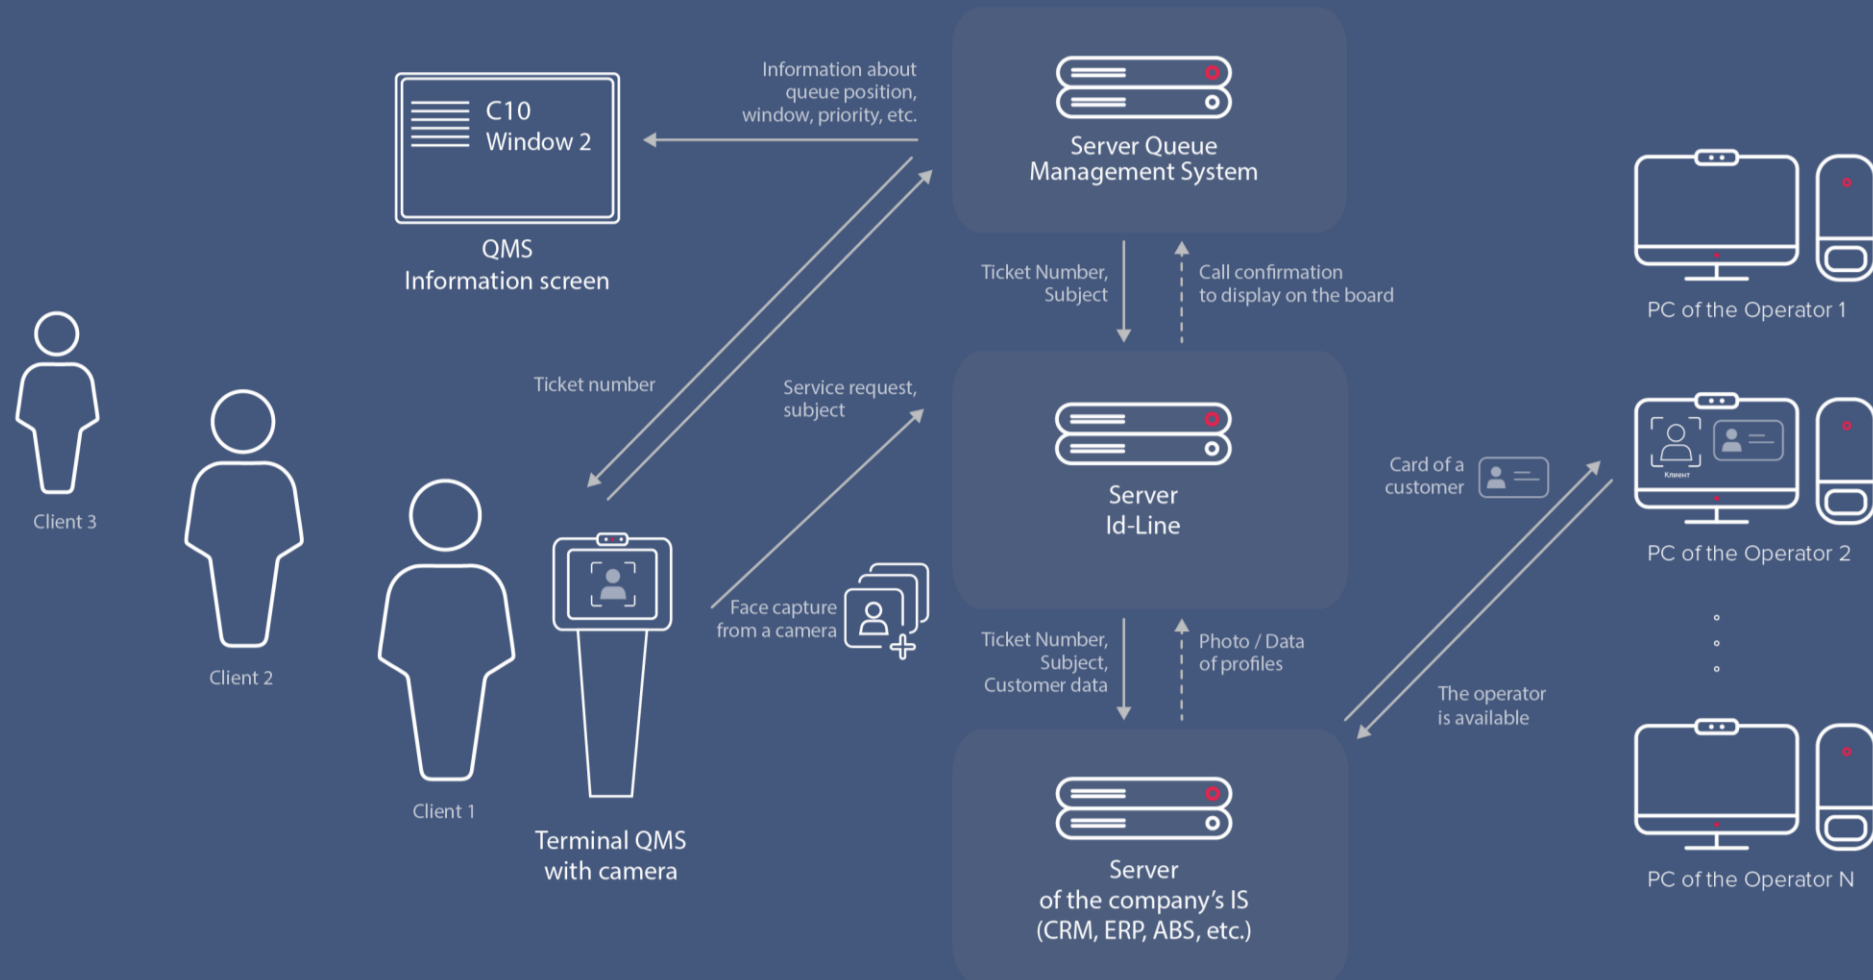 Information about
queue position,
window, priority, etc.
C10
Window 2
QMS
Information screen
Server Queue
Management System
Ticket Number,
Subject
Call confirmation
to display on the board
PC of the Operator 1
Ticket number
Service request,
subject
Client 3
Server
Id-Line
Card of a
customer
Клиент
PC of the Operator 2
Client 2
Face capture
from a camera
Ticket Number,
Subject,
Customer data
Photo / Data
of profiles
The operator
is available
Client 1
Terminal QMS
with camera
Server
of the company's IS
(CRM, ERP, ABS, etc.)
PC of the Operator N